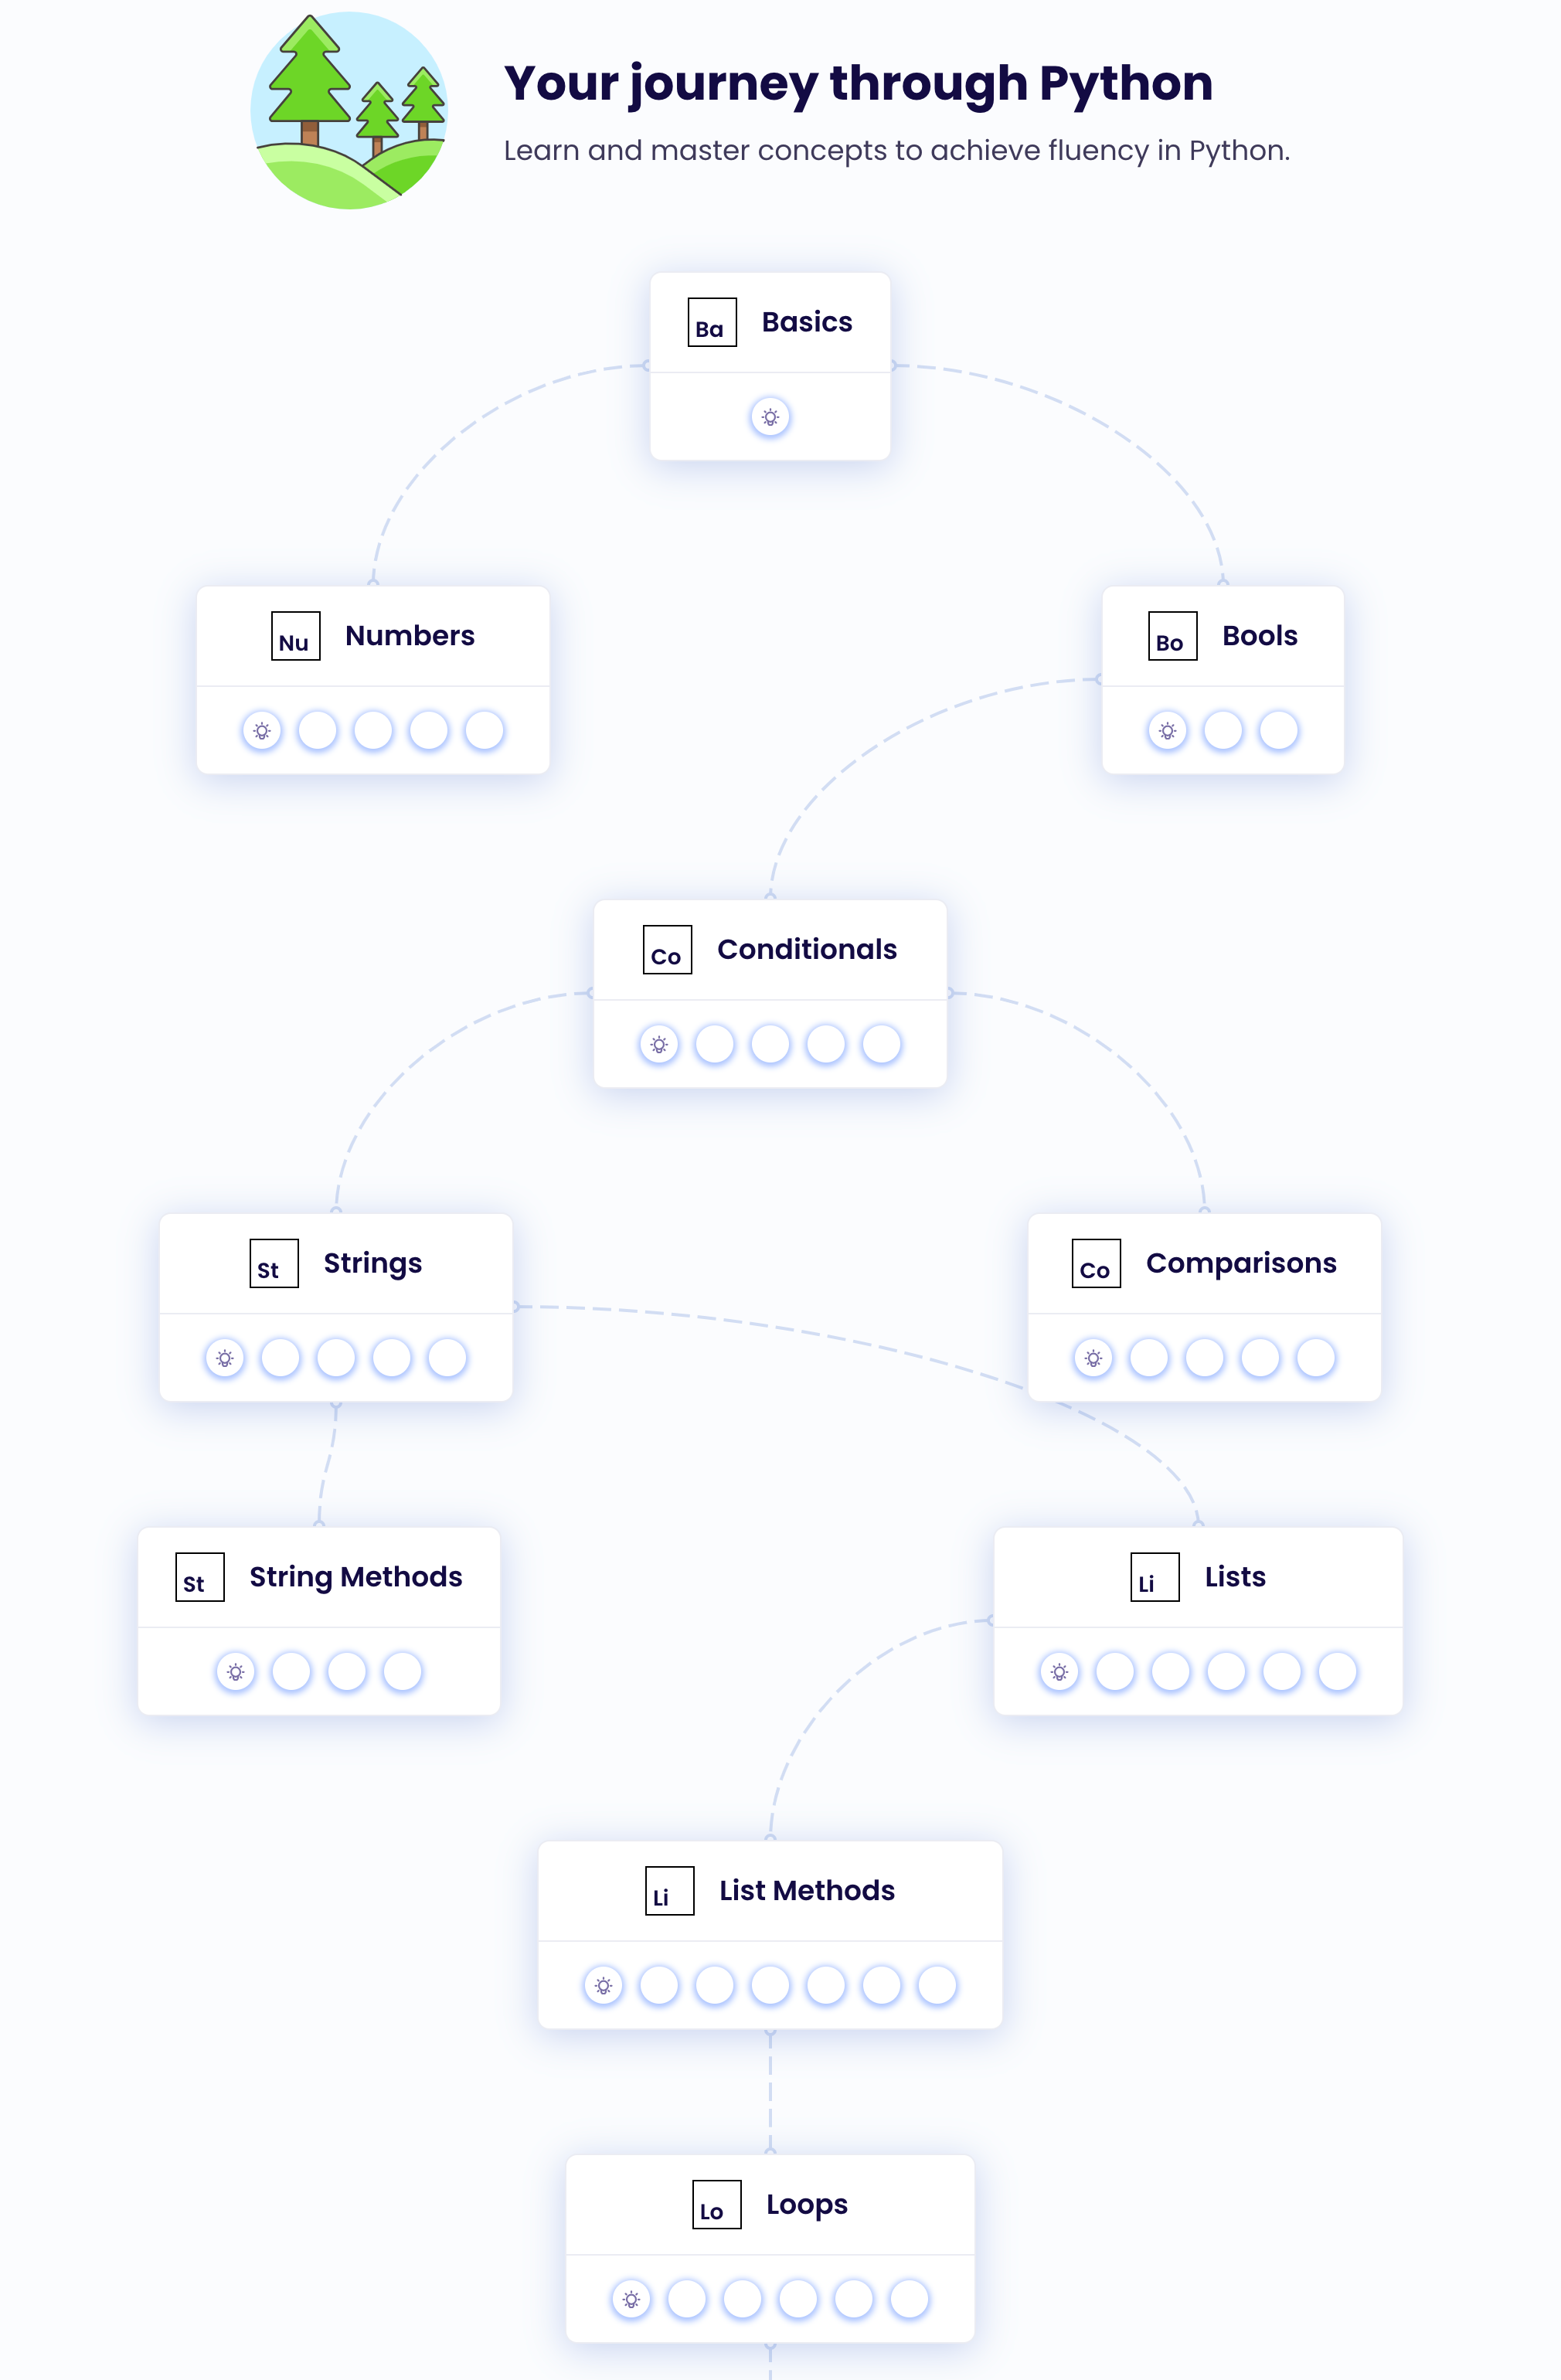 Your journey through Python
Learn and master concepts to achieve fluency in Python.
Ba Basics
Nu Numbers
Bo Bools
Co Conditionals
St Strings
Co Comparisons
St String Methods
Li Lists
Li List Methods
Lo Loops